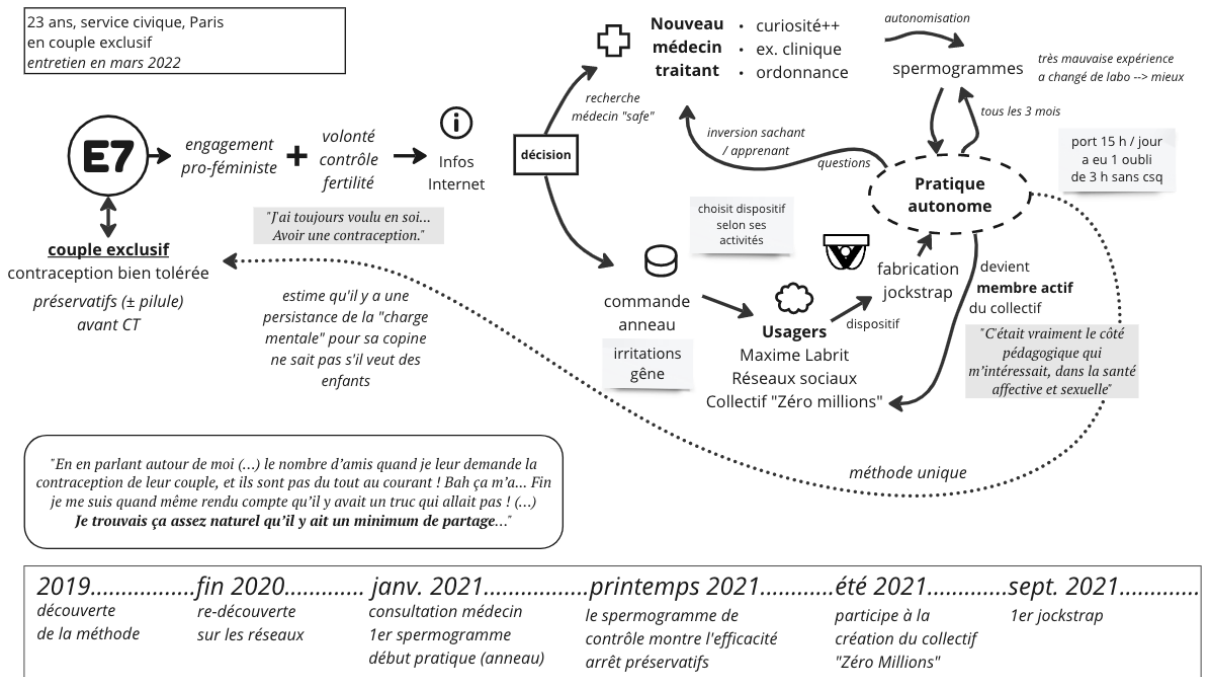 23 ans, service civique, Paris
en couple exclusif
entretien en mars 2022
E7
engagement
pro-féministe
+
volonté
contrôle
fertilité
Infos
Internet
"J'ai toujours voulu en soi...
Avoir une contraception."
couple exclusif
contraception bien tolérée
préservatifs (± pilule)
avant CT
estime qu'il y a une
persistance de la "charge
mentale" pour sa copine
ne sait pas s'il veut des
enfants
décision
recherche
médecin "safe"
Nouveau
médecin
traitant
• curiosité++
• ex. clinique
• ordonnance
autonomisation
spermogrammes
très mauvaise expérience
a changé de labo --> mieux
tous les 3 mois
inversion sachant
/ apprenant
questions
port 15 h / jour
a eu 1 oubli
de 3 h sans csq
Pratique
autonome
choisit dispositif
selon ses
activités
commande
anneau
irritations
gêne
Usagers
Maxime Labrit
Réseaux sociaux
Collectif "Zéro millions"
dispositif
fabrication
jockstrap
devient
membre actif
du collectif
"C'était vraiment le côté
pédagogique qui
m'intéressait, dans la santé
affective et sexuelle"
méthode unique
"En en parlant autour de moi (...) le nombre d'amis quand je leur demande la
contraception de leur couple, et ils sont pas du tout au courant ! Bah ça m'a... Fin
je me suis quand même rendu compte qu'il y avait un truc qui allait pas ! (...)
Je trouvais ça assez naturel qu'il y ait un minimum de partage..."
2019...................fin 2020.............. janv. 2021...................printemps 2021.............été 2021..............sept. 2021..............
découverte
de la méthode
re-découverte
sur les réseaux
consultation médecin
1er spermogramme
début pratique (anneau)
le spermogramme de
contrôle montre l'efficacité
arrêt préservatifs
participe à la
création du collectif
"Zéro Millions"
1er jockstrap